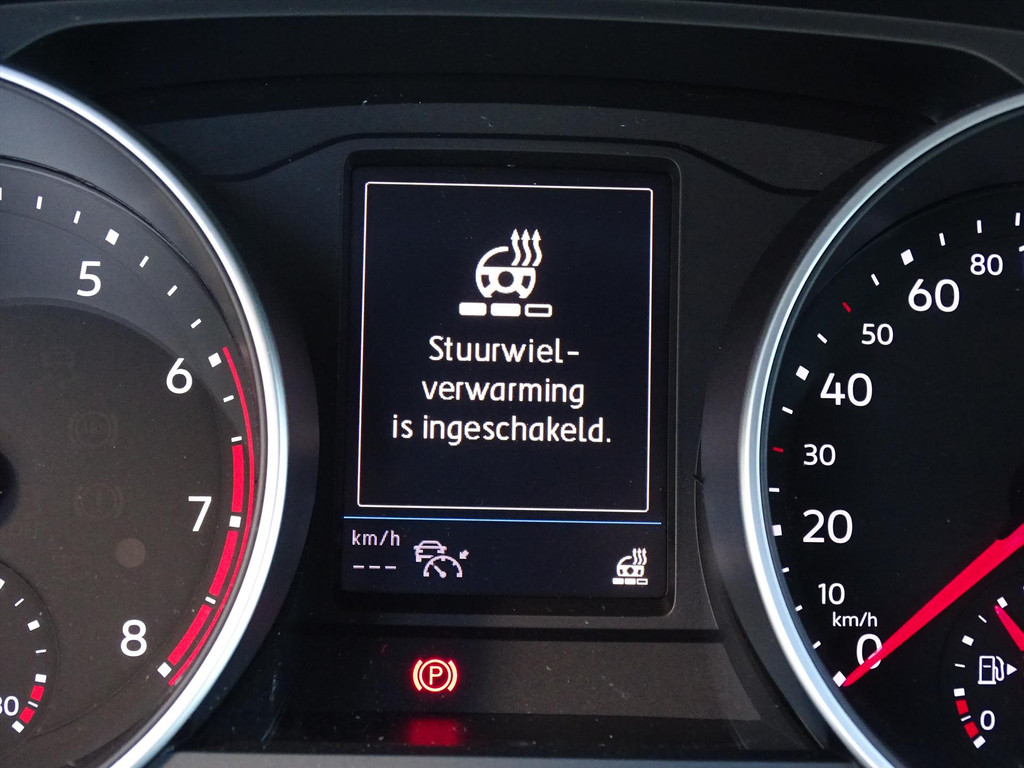 5
6
7
8
Stuurwiel-
verwarming
is ingeschakeld.
km/h
---
P
80
60
50
40
30
20
10
km/h
0
0